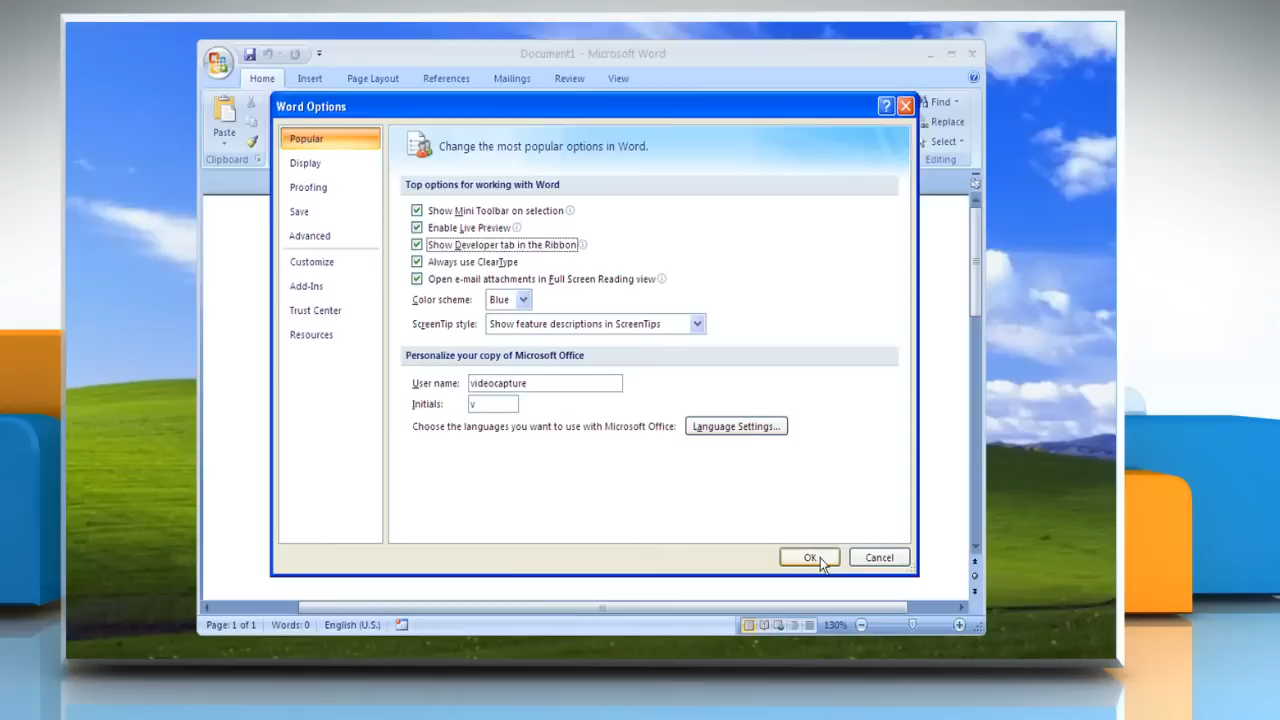 Document1 - Microsoft Word
Home Insert Page Layout References Mailings Review View
Paste
Clipboard
Find
Replace
Select
Editing
Word Options
Popular
Display
Proofing
Save
Advanced
Customize
Add-Ins
Trust Center
Resources
Change the most popular options in Word.
Top options for working with Word
Show Mini Toolbar on selection
Enable Live Preview
Show Developer tab in the Ribbon
Always use ClearType
Open e-mail attachments in Full Screen Reading view
Color scheme: Blue
ScreenTip style: Show feature descriptions in ScreenTips
Personalize your copy of Microsoft Office
User name: videocapture
Initials: v
Choose the languages you want to use with Microsoft Office: Language Settings...
OK Cancel
Page: 1 of 1 Words: 0 English (U.S.) 130%